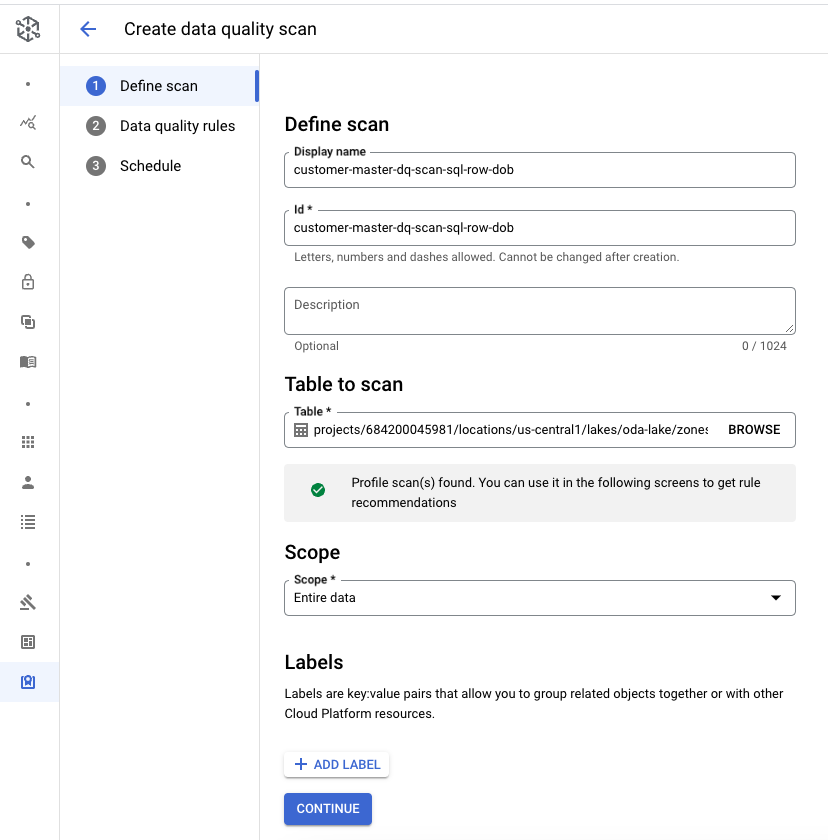 Create data quality scan
1 Define scan
2 Data quality rules
3 Schedule
Define scan
Display name
customer-master-dq-scan-sql-row-dob
Id *
customer-master-dq-scan-sql-row-dob
Letters, numbers and dashes allowed. Cannot be changed after creation.
Description
Optional 0 / 1024
Table to scan
Table *
projects/684200045981/locations/us-central1/lakes/oda-lake/zones BROWSE
Profile scan(s) found. You can use it in the following screens to get rule
recommendations
Scope
Scope *
Entire data
Labels
Labels are key:value pairs that allow you to group related objects together or with other
Cloud Platform resources.
+ ADD LABEL
CONTINUE